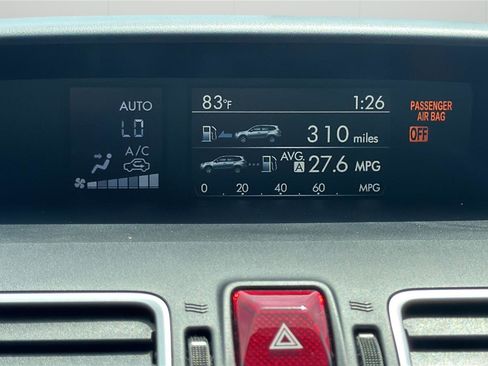 AUTO
LO
A/C
83°F 1:26
310 miles
AVG.
A 27.6 MPG
0 20 40 60 MPG
PASSENGER
AIR BAG
OFF